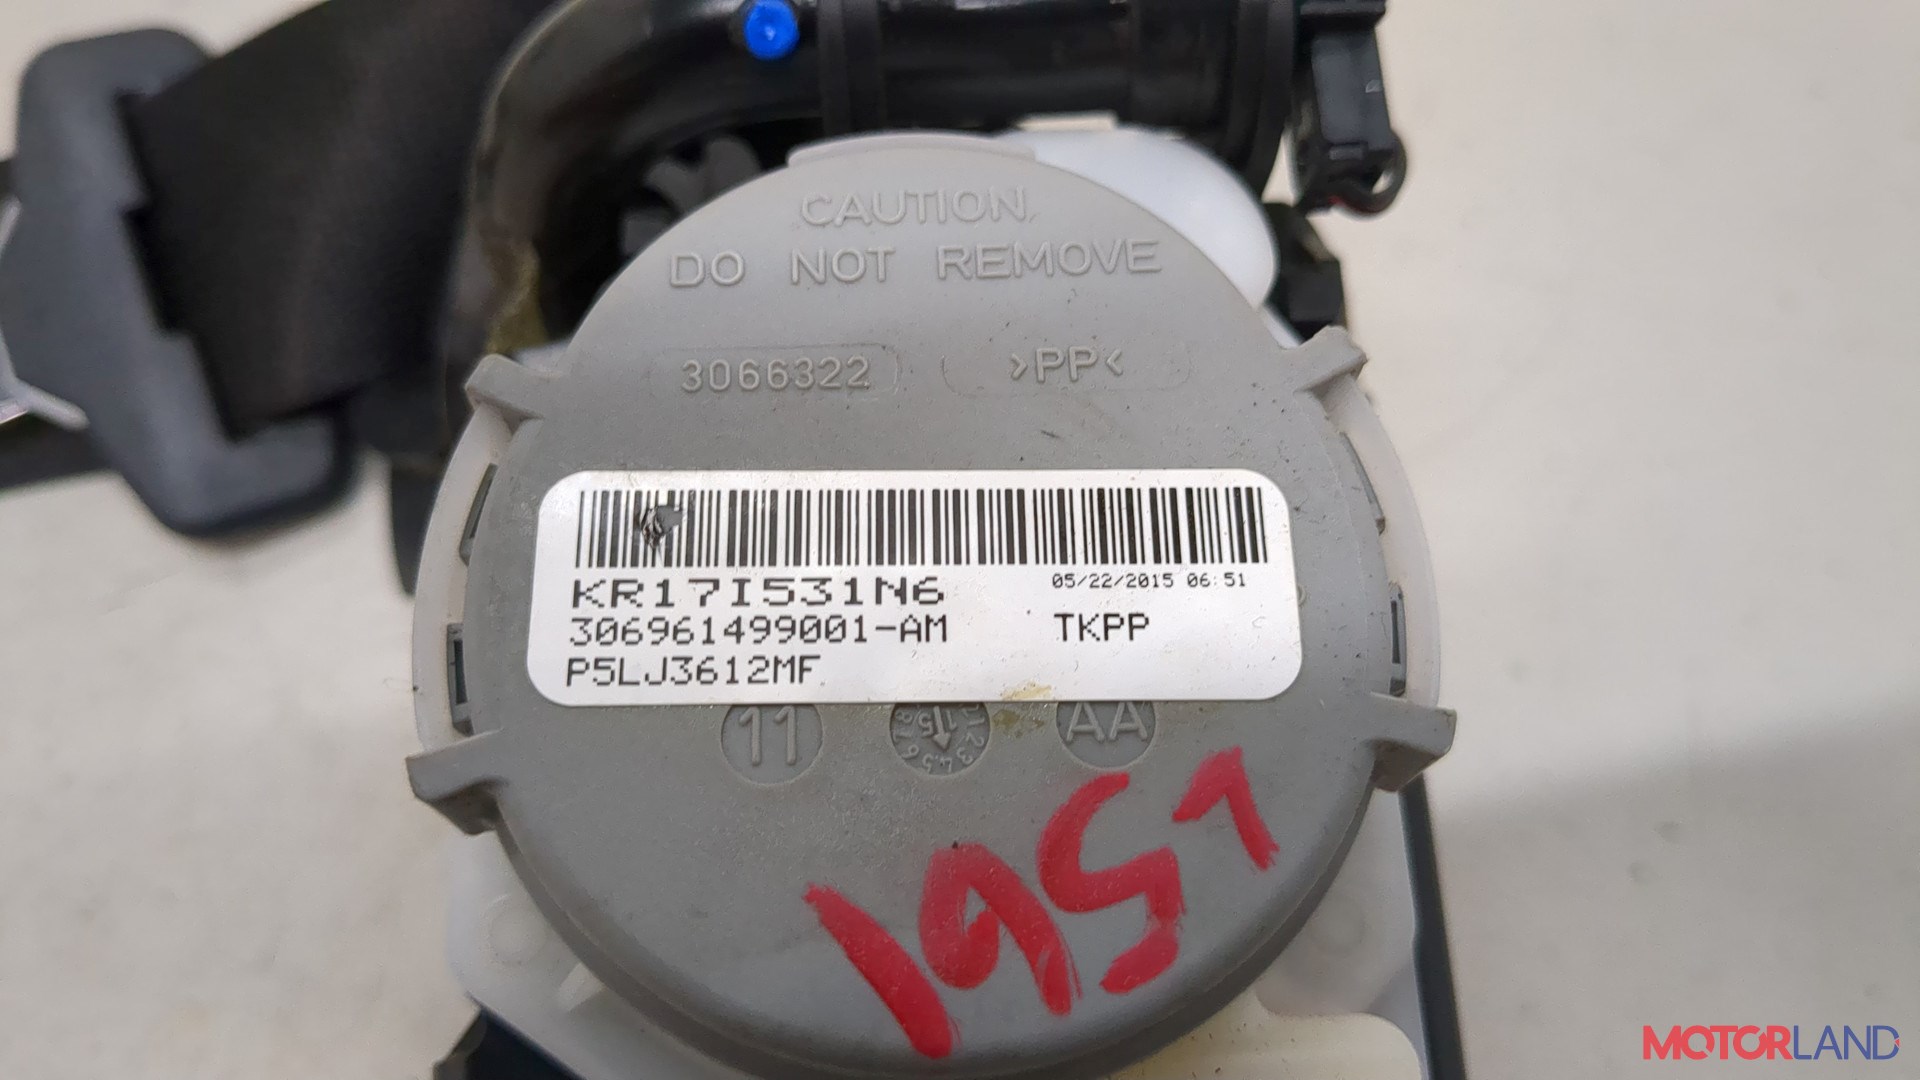 CAUTION
DO NOT REMOVE
3066322 >PP<
KR17I531N6 05/22/2015 06:51
306961499001-AM TKPP
P5LJ3612MF
11 15 AA
1951
MOTORLAND